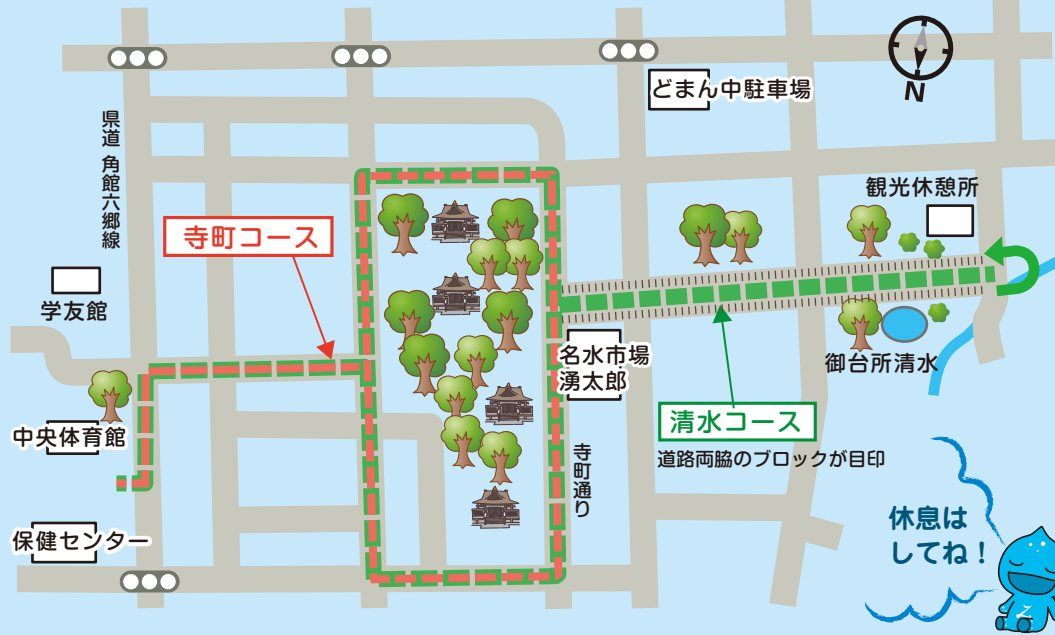 N
どまん中駐車場
県道 角館六郷線
観光休憩所
寺町コース
学友館
名水市場
湧太郎
御台所清水
清水コース
道路両脇のブロックが目印
中央体育館
寺町通り
保健センター
休息は
してね！